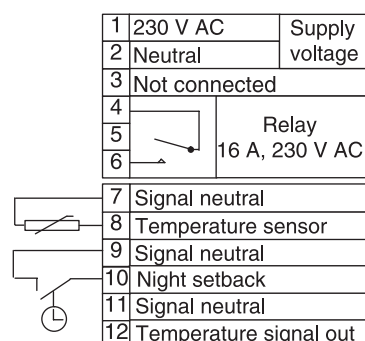 1 230 V AC Supply
2 Neutral voltage
3 Not connected
4
5 Relay
6 16 A, 230 V AC
7 Signal neutral
8 Temperature sensor
9 Signal neutral
10 Night setback
11 Signal neutral
12 Temperature signal out